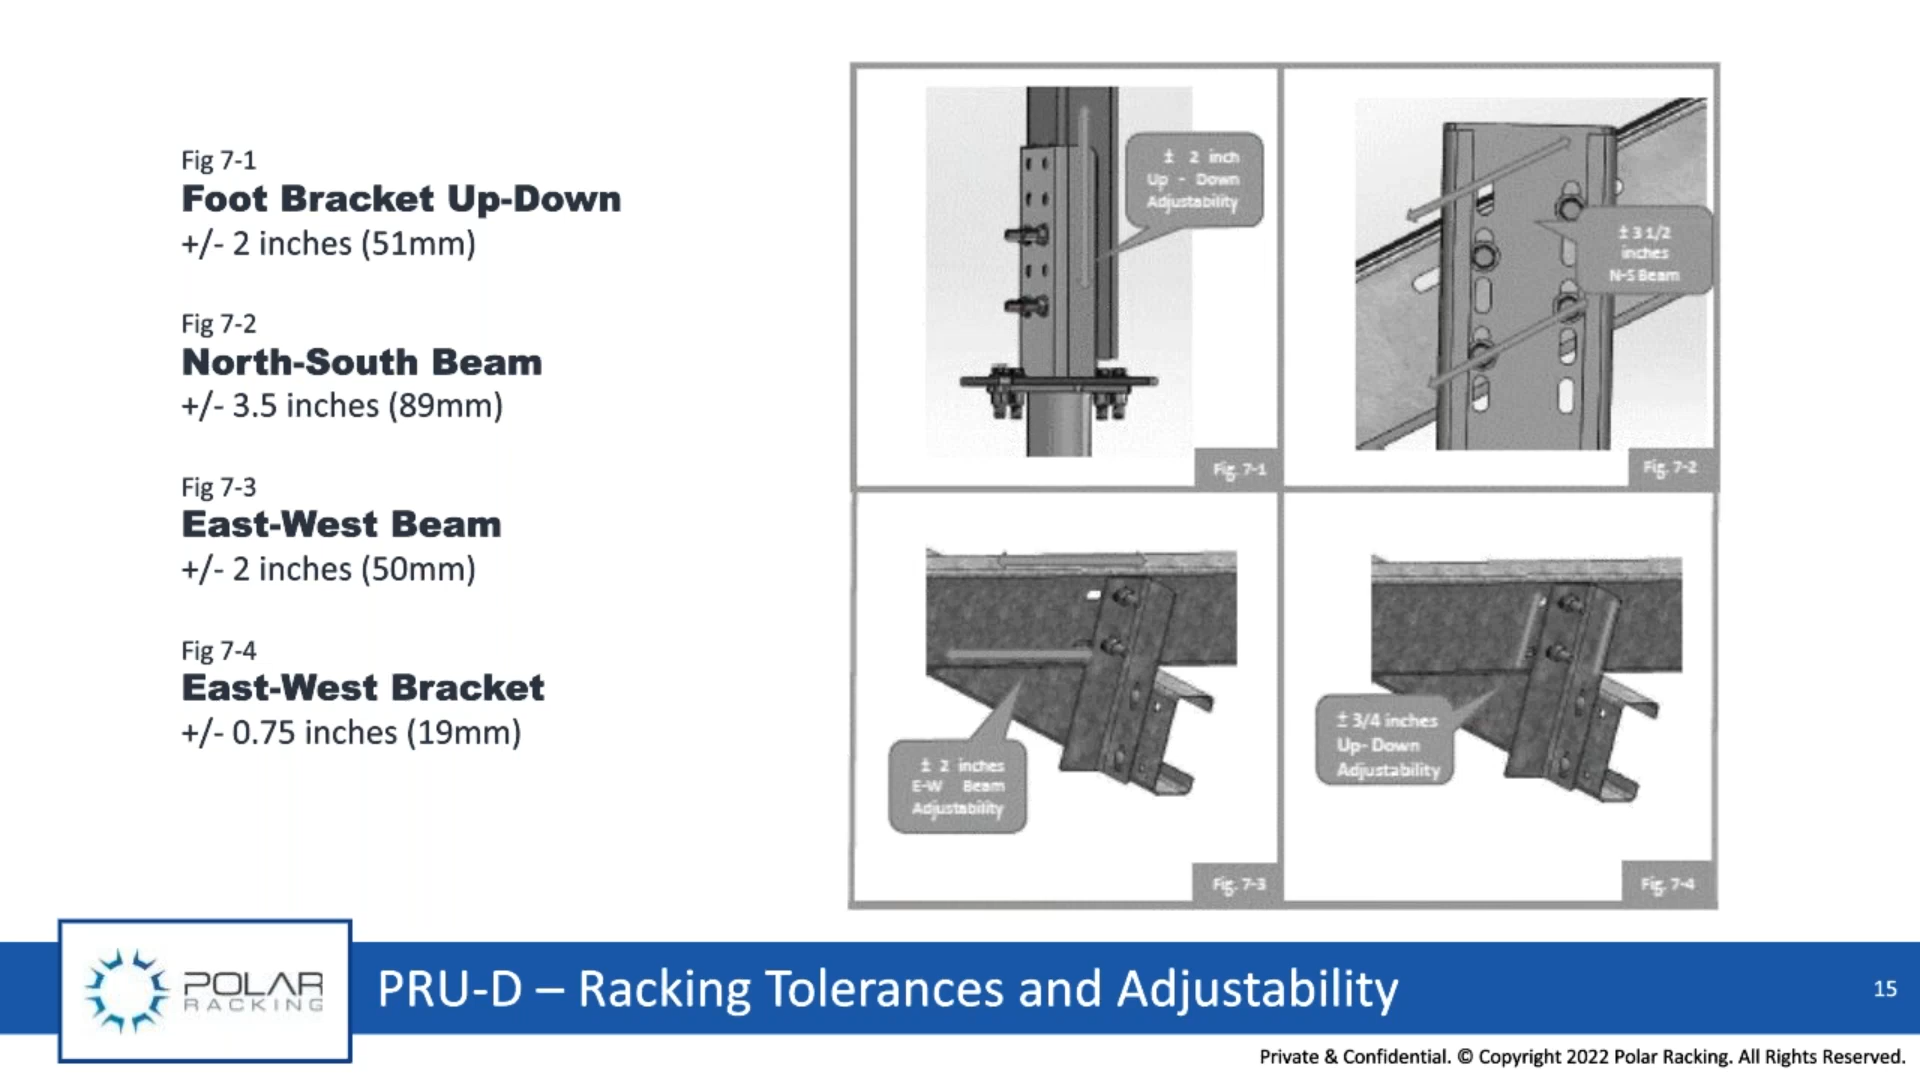 Fig 7-1
Foot Bracket Up-Down
+/- 2 inches (51mm)
Fig 7-2
North-South Beam
+/- 3.5 inches (89mm)
Fig 7-3
East-West Beam
+/- 2 inches (50mm)
Fig 7-4
East-West Bracket
+/- 0.75 inches (19mm)
± 2 inch
Up - Down
Adjustability
Fig. 7-1
± 3 1/2
inches
N-S Beam
Fig. 7-2
± 2 inches
E-W Beam
Adjustability
Fig. 7-3
± 3/4 inches
Up- Down
Adjustability
Fig. 7-4
POLAR
RACKING
PRU-D – Racking Tolerances and Adjustability
15
Private & Confidential. © Copyright 2022 Polar Racking. All Rights Reserved.